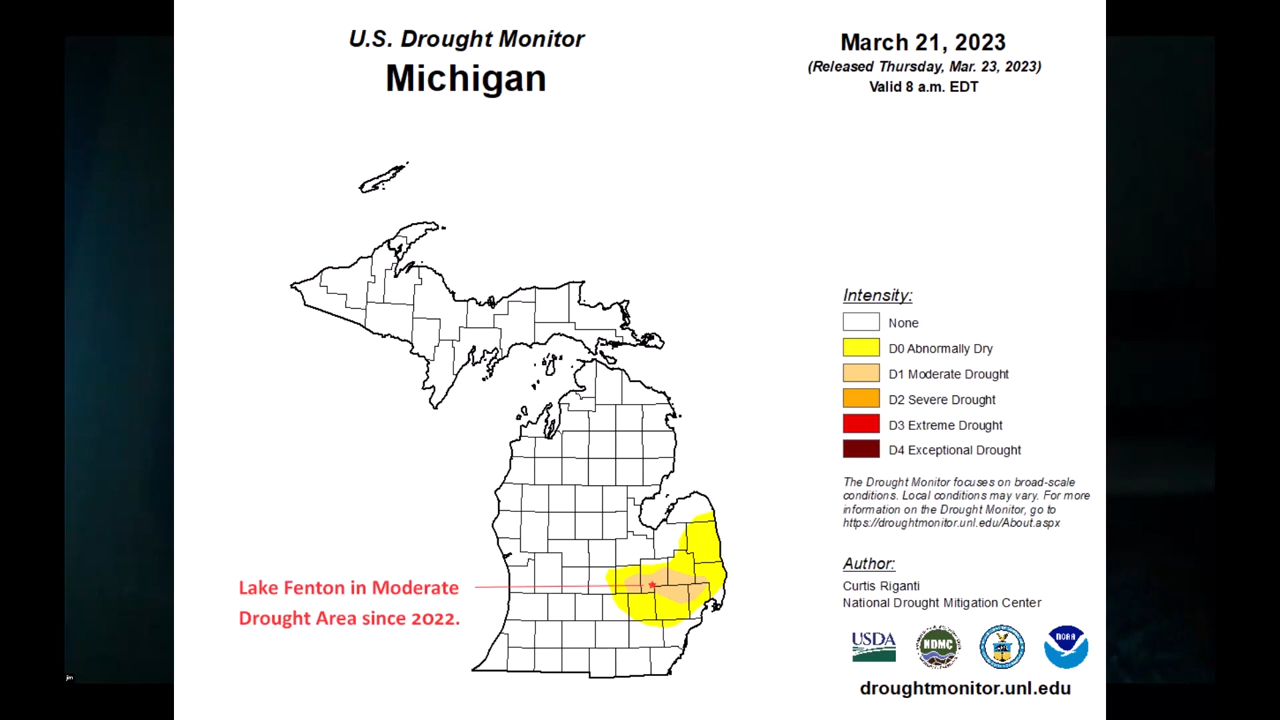 U.S. Drought Monitor
Michigan
March 21, 2023
(Released Thursday, Mar. 23, 2023)
Valid 8 a.m. EDT
Intensity:
None
D0 Abnormally Dry
D1 Moderate Drought
D2 Severe Drought
D3 Extreme Drought
D4 Exceptional Drought
The Drought Monitor focuses on broad-scale
conditions. Local conditions may vary. For more
information on the Drought Monitor, go to
https://droughtmonitor.unl.edu/About.aspx
Lake Fenton in Moderate
Drought Area since 2022.
Author:
Curtis Riganti
National Drought Mitigation Center
USDA
NDMC
NOAA
droughtmonitor.unl.edu